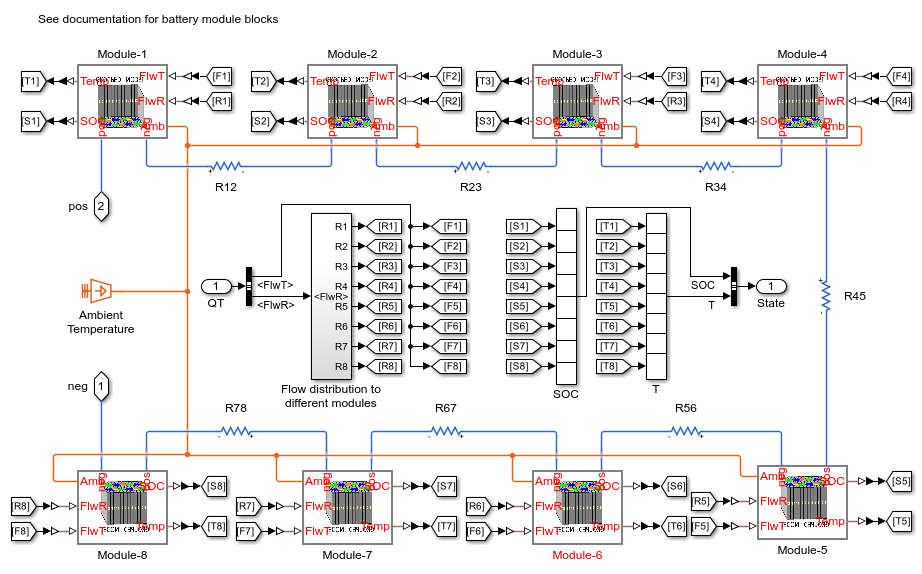 See documentation for battery module blocks
Module-1 Module-2 Module-3 Module-4
[T1] Temp FlwT [F1] [T2] Temp FlwT [F2] [T3] Temp FlwT [F3] [T4] Temp FlwT [F4]
FlwR [R1] FlwR [R2] FlwR [R3] FlwR [R4]
[S1] SOC Amb [S2] SOC Amb [S3] SOC Amb [S4] SOC Amb
pos neg pos neg pos neg pos neg
- +
R12 R23 R34
pos 2
R1 [R1] [F1] [S1] [T1]
R2 [R2] [F2] [S2] [T2]
R3 [R3] [F3] [S3] [T3]
1 <FlwT> R4 [R4] [F4] [S4] [T4] SOC 1
QT <FlwR> <FlwR> T State
R5 [R5] [F5] [S5] [T5] R45
R6 [R6] [F6] [S6] [T6]
R7 [R7] [F7] [S7] [T7]
R8 [R8] [F8] [S8] [T8]
Ambient
Temperature
Flow distribution to
different modules
SOC T
neg 1
R78 R67 R56
neg pos neg pos neg pos neg pos
Amb SOC [S8] Amb SOC [S7] Amb SOC [S6] Amb SOC [S5]
[R8] FlwR [R7] FlwR [R6] FlwR [R5] FlwR
[F8] FlwT Temp [T8] [F7] FlwT Temp [T7] [F6] FlwT Temp [T6] [F5] FlwT Temp [T5]
Module-8 Module-7 Module-6 Module-5